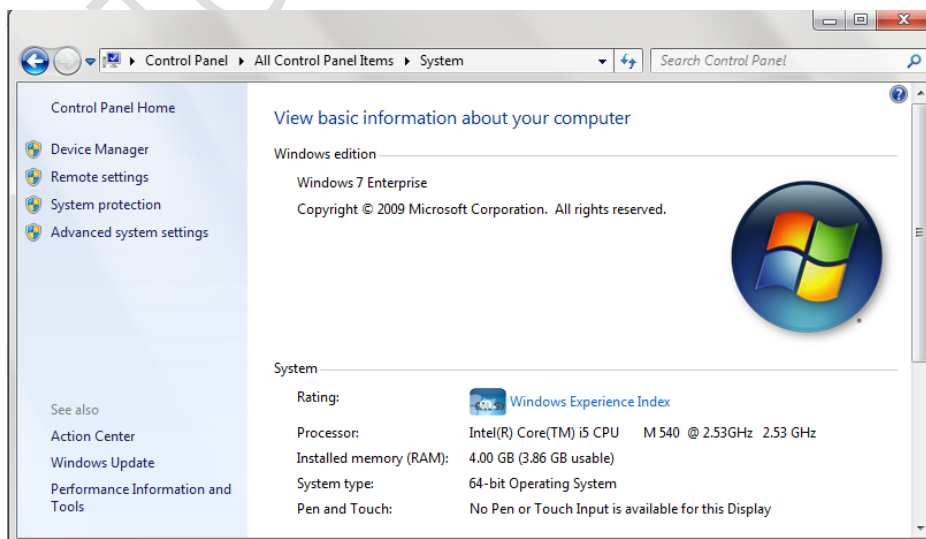 Control Panel ▸ All Control Panel Items ▸ System
Search Control Panel
Control Panel Home
Device Manager
Remote settings
System protection
Advanced system settings
See also
Action Center
Windows Update
Performance Information and
Tools
View basic information about your computer
Windows edition
Windows 7 Enterprise
Copyright © 2009 Microsoft Corporation. All rights reserved.
System
Rating:
Windows Experience Index
Processor:
Intel(R) Core(TM) i5 CPU M 540 @ 2.53GHz 2.53 GHz
Installed memory (RAM):
4.00 GB (3.86 GB usable)
System type:
64-bit Operating System
Pen and Touch:
No Pen or Touch Input is available for this Display